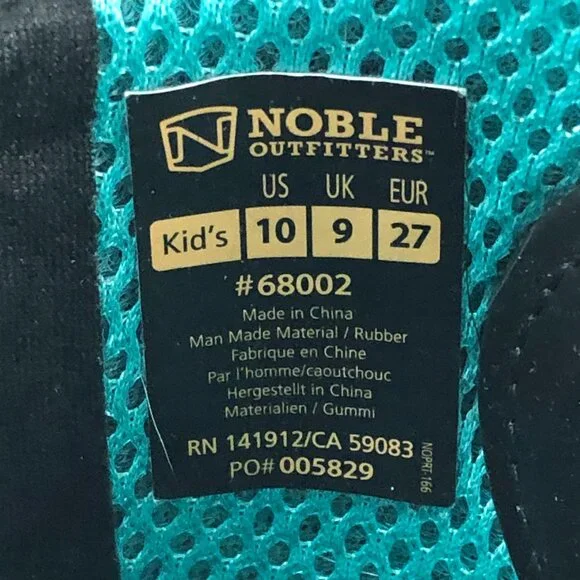 N NOBLE
OUTFITTERS™
US UK EUR
Kid's 10 9 27
#68002
Made in China
Man Made Material / Rubber
Fabrique en Chine
Par l'homme/caoutchouc
Hergestellt in China
Materialien / Gummi
RN 141912/CA 59083
PO# 005829
NOPRT-166